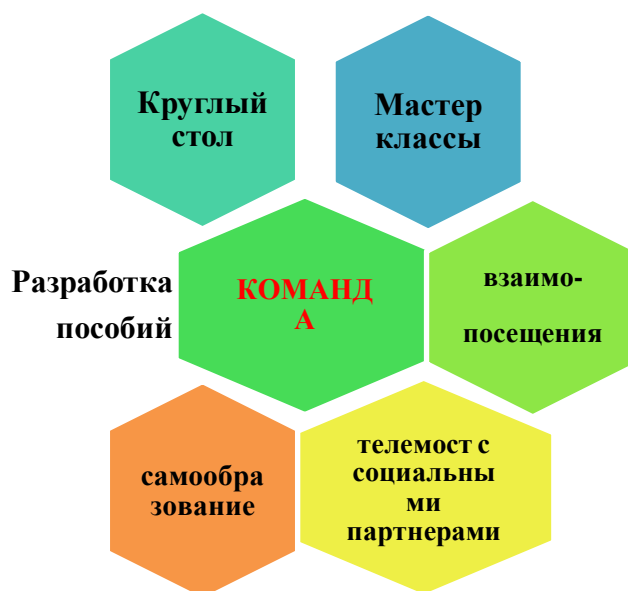 Круглый
стол
Мастер
классы
Разработка
пособий
КОМАНД
А
взаимо-
посещения
самообра
зование
телемост с
социальны
ми
партнерами